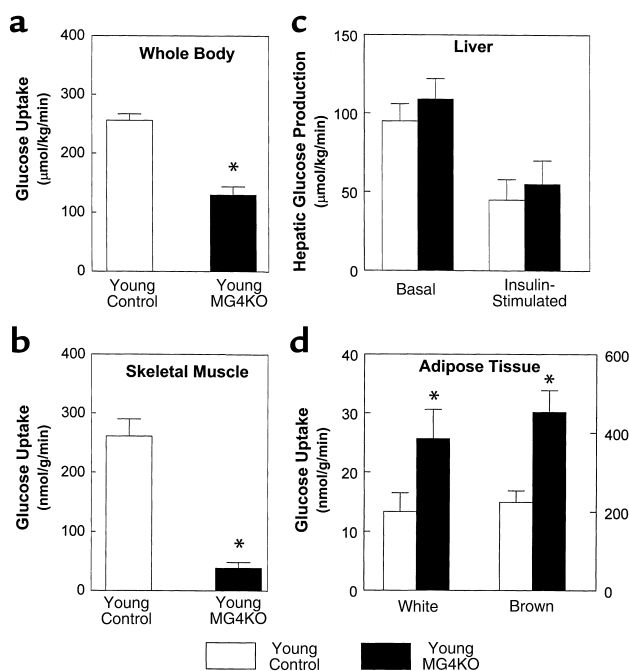 a
400
300
200
100
0
Glucose Uptake
(μmol/kg/min)
Whole Body
*
Young
Control
Young
MG4KO
c
150
100
50
0
Hepatic Glucose Production
(μmol/kg/min)
Liver
Basal
Insulin-
Stimulated
b
400
300
200
100
0
Glucose Uptake
(nmol/g/min)
Skeletal Muscle
*
Young
Control
Young
MG4KO
d
40
30
20
10
0
Glucose Uptake
(nmol/g/min)
Adipose Tissue
*
*
600
400
200
0
White
Brown
Young
Control
Young
MG4KO